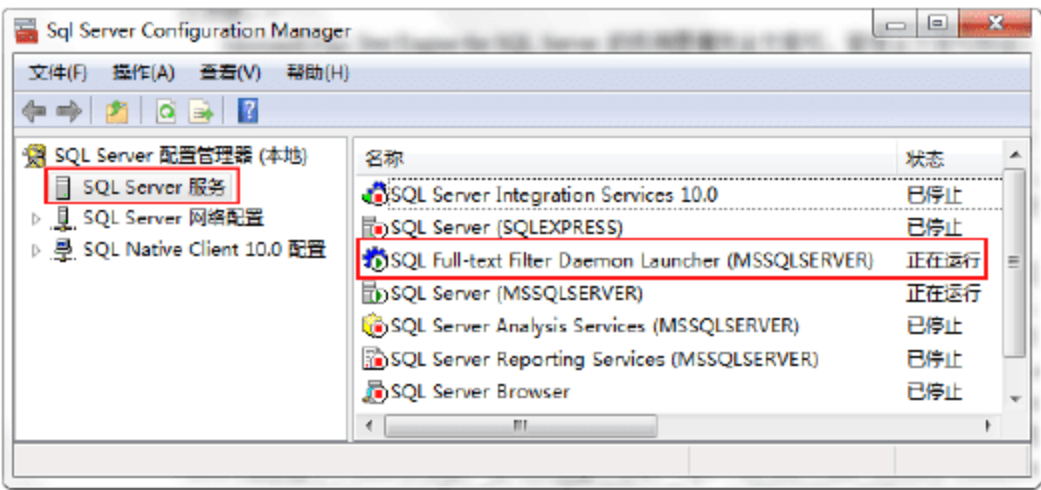 Sql Server Configuration Manager
文件(F) 操作(A) 查看(V) 帮助(H)
SQL Server 配置管理器 (本地)
SQL Server 服务
SQL Server 网络配置
SQL Native Client 10.0 配置
名称 状态
SQL Server Integration Services 10.0 已停止
SQL Server (SQLEXPRESS) 已停止
SQL Full-text Filter Daemon Launcher (MSSQLSERVER) 正在运行
SQL Server (MSSQLSERVER) 正在运行
SQL Server Analysis Services (MSSQLSERVER) 已停止
SQL Server Reporting Services (MSSQLSERVER) 已停止
SQL Server Browser 已停止